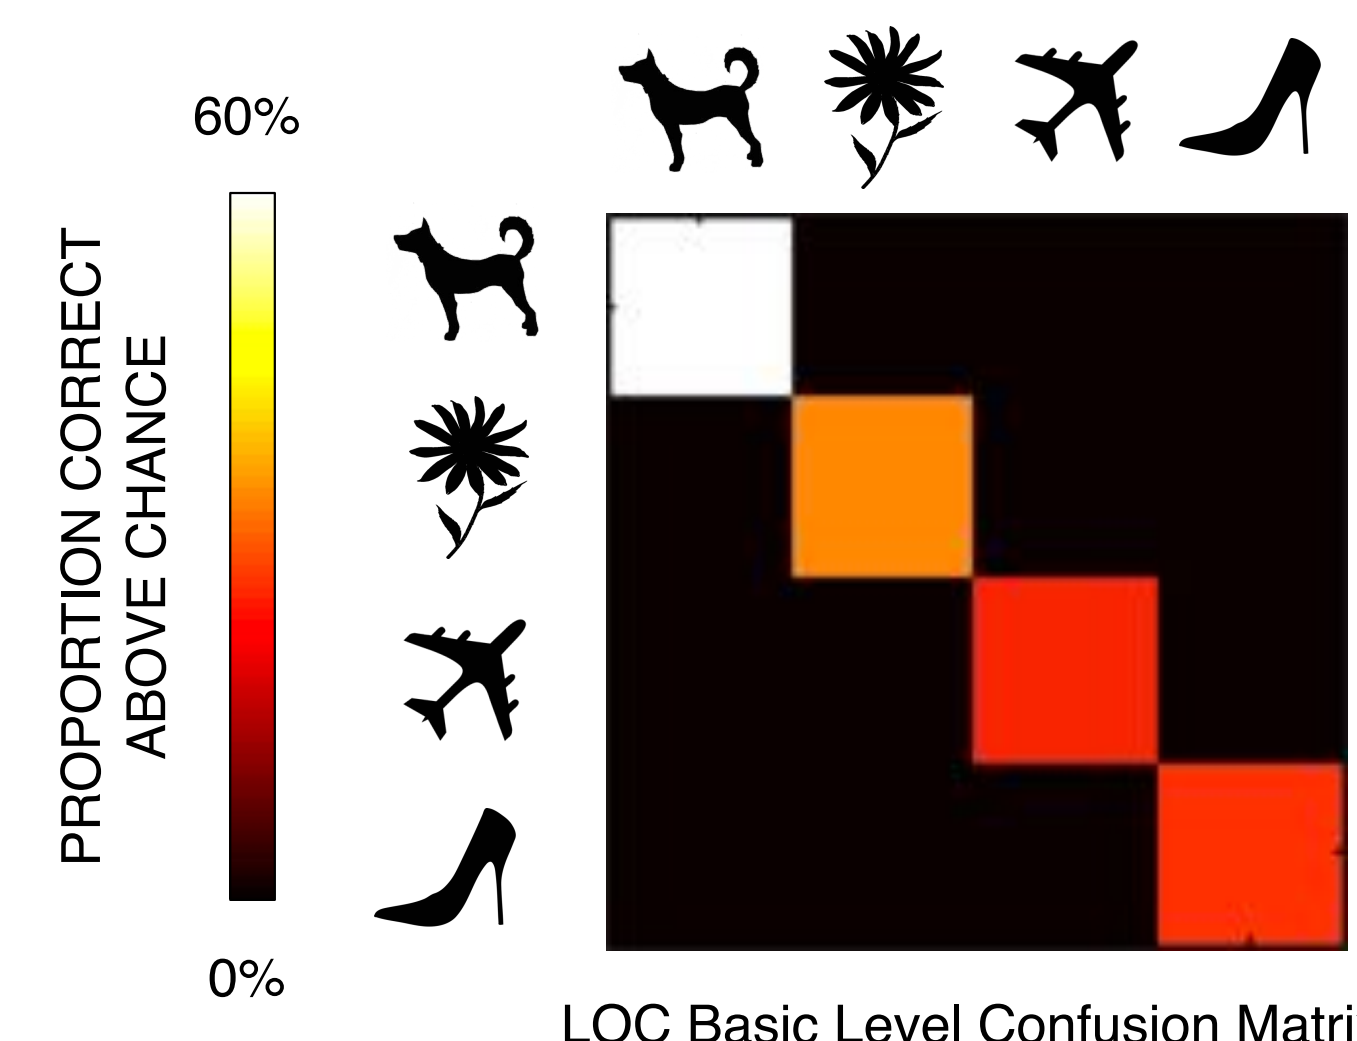 60%
PROPORTION CORRECT
ABOVE CHANCE
0%
LOC Basic Level Confusion Matri